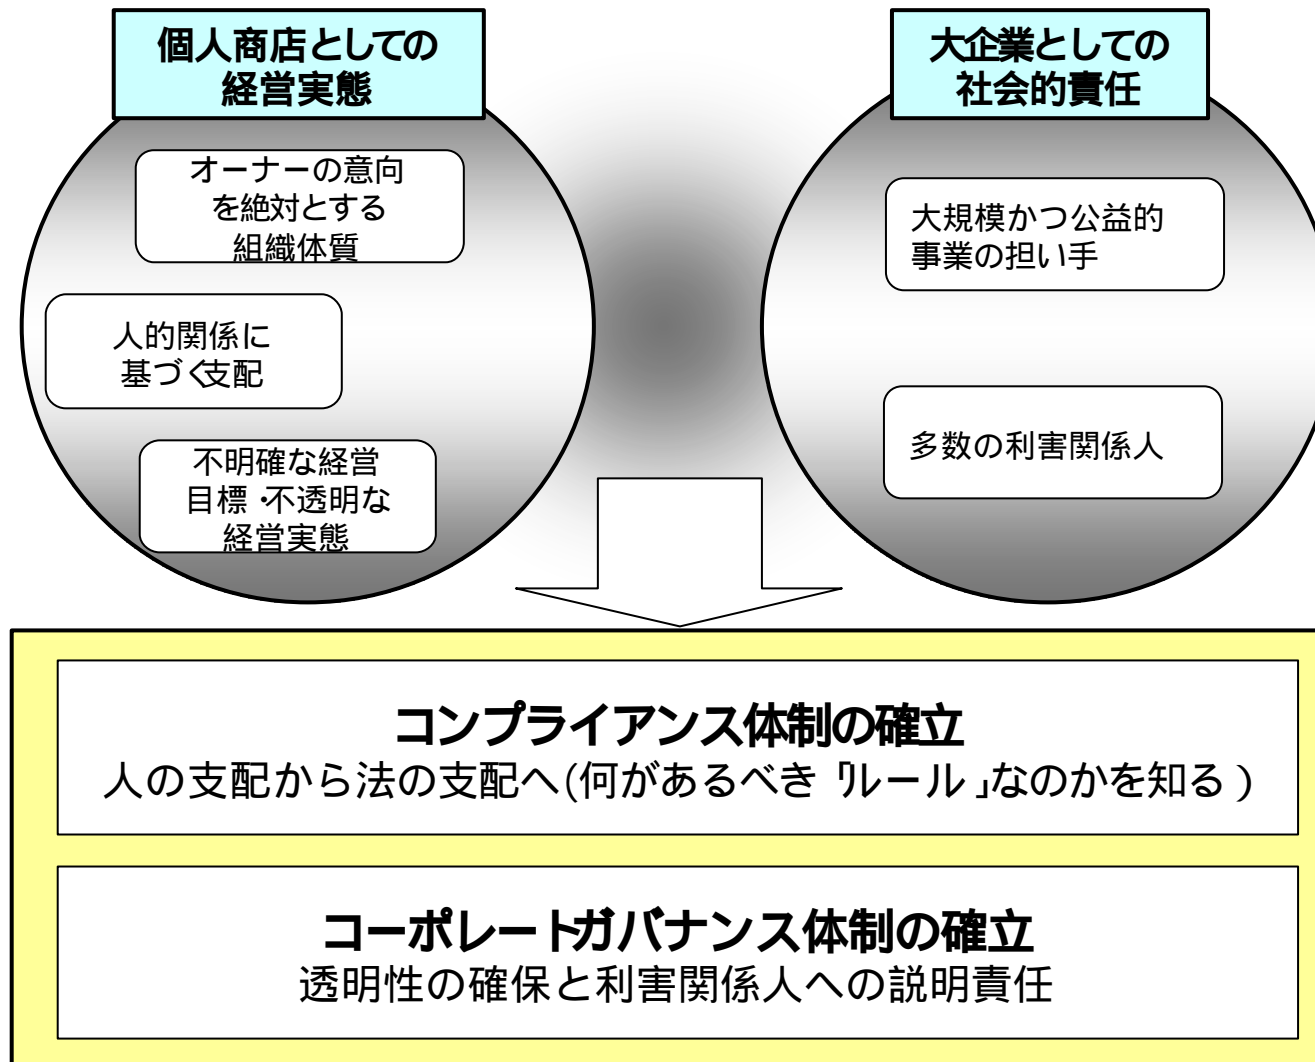 個人商店としての
経営実態
オーナーの意向
を絶対とする
組織体質
人的関係に
基づく支配
不明確な経営
目標・不透明な
経営実態
大企業としての
社会的責任
大規模かつ公益的
事業の担い手
多数の利害関係人
コンプライアンス体制の確立
人の支配から法の支配へ(何があるべき「ルール」なのかを知る)
コーポレートガバナンス体制の確立
透明性の確保と利害関係人への説明責任